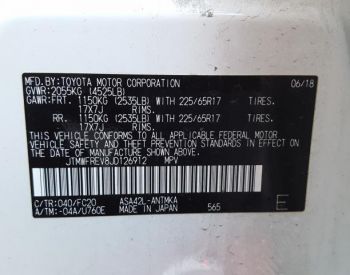 MFD.BY:TOYOTA MOTOR CORPORATION 06/18
GVWR:2055KG (4525LB)
GAWR:FRT. 1150KG (2535LB) WITH 225/65R17 TIRES.
17X7J RIMS.
RR. 1150KG (2535LB) WITH 225/65R17 TIRES.
17X7J RIMS.
THIS VEHICLE CONFORMS TO ALL APPLICABLE FEDERAL MOTOR
VEHICLE SAFETY, BUMPER, AND THEFT PREVENTION
STANDARDS IN EFFECT ON THE DATE OF MANUFACTURE
SHOWN ABOVE.
JTMWFREV8JD126912 MPV
C/TR:040/FC20 ASA42L-ANTMKA
A/TM:-04A/U760E MADE IN JAPAN 565 E